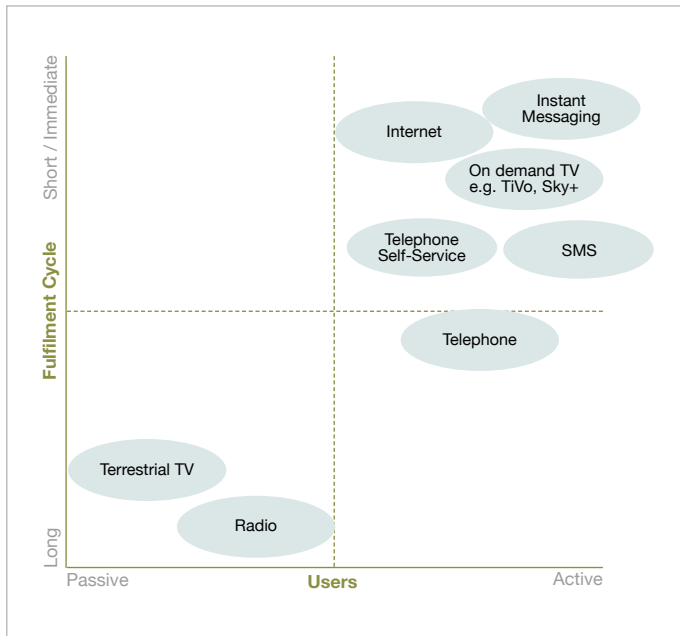 Short / Immediate
Fulfilment Cycle
Long
Instant
Messaging
Internet
On demand TV
e.g. TiVo, Sky+
Telephone
Self-Service
SMS
Telephone
Terrestrial TV
Radio
Passive
Users
Active